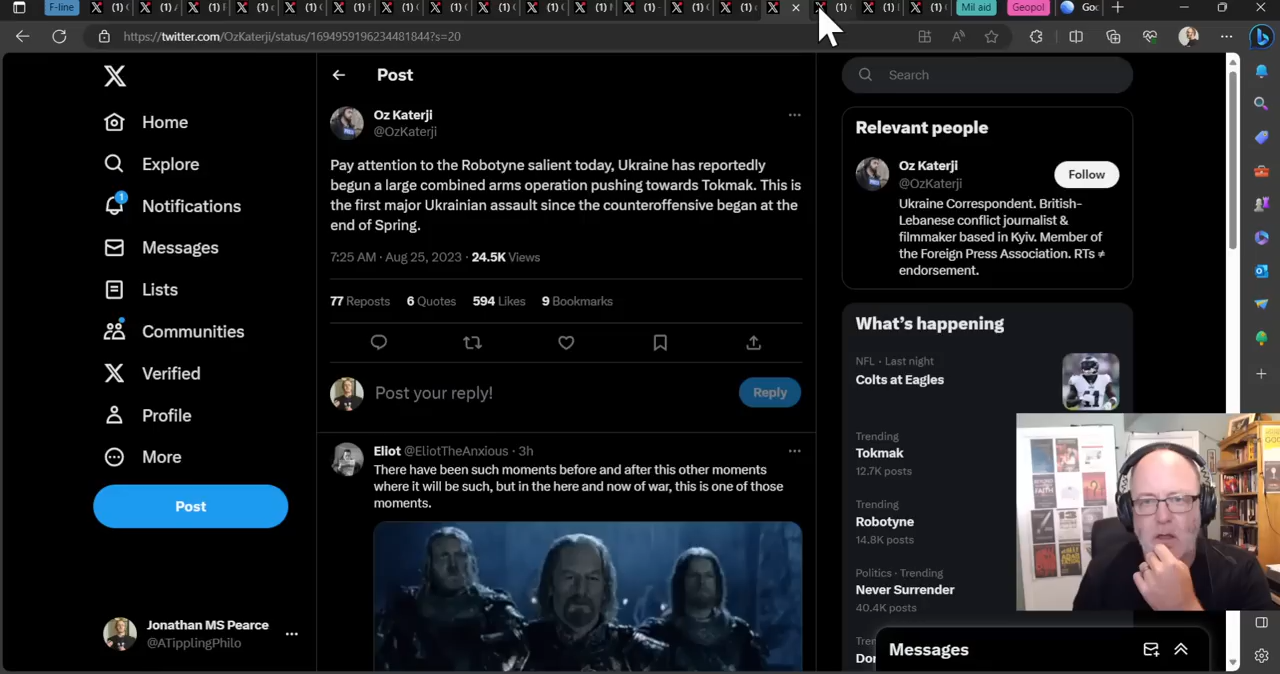 F-line
Mil aid
Geopol
https://twitter.com/OzKaterji/status/1694959196234481844?s=20
Post
Search
Home
Explore
1
Notifications
Messages
Lists
Communities
Verified
Profile
More
Post
Jonathan MS Pearce
@ATipplingPhilo
Oz Katerji
@OzKaterji
Pay attention to the Robotyne salient today, Ukraine has reportedly
begun a large combined arms operation pushing towards Tokmak. This is
the first major Ukrainian assault since the counteroffensive began at the
end of Spring.
7:25 AM · Aug 25, 2023 · 24.5K Views
77 Reposts 6 Quotes 594 Likes 9 Bookmarks
Post your reply!
Reply
Eliot @EliotTheAnxious · 3h
There have been such moments before and after this other moments
where it will be such, but in the here and now of war, this is one of those
moments.
Relevant people
Oz Katerji
@OzKaterji
Follow
Ukraine Correspondent. British-
Lebanese conflict journalist &
filmmaker based in Kyiv. Member of
the Foreign Press Association. RTs ≠
endorsement.
What's happening
NFL · Last night
Colts at Eagles
Trending
Tokmak
12.7K posts
Trending
Robotyne
14.8K posts
Politics · Trending
Never Surrender
40.4K posts
Messages